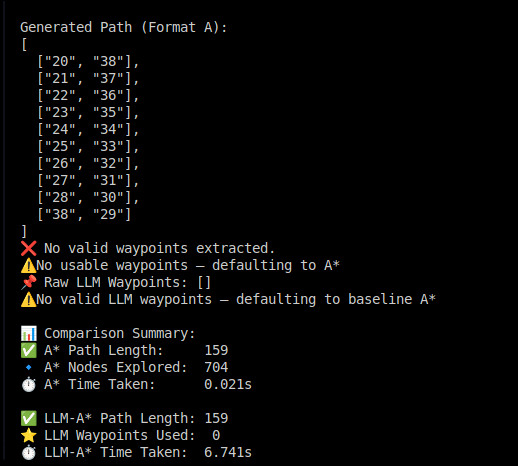 Generated Path (Format A):
[
  ["20", "38"],
  ["21", "37"],
  ["22", "36"],
  ["23", "35"],
  ["24", "34"],
  ["25", "33"],
  ["26", "32"],
  ["27", "31"],
  ["28", "30"],
  ["38", "29"]
]
❌ No valid waypoints extracted.
⚠️No usable waypoints — defaulting to A*
📌 Raw LLM Waypoints: []
⚠️No valid LLM waypoints — defaulting to baseline A*
📊 Comparison Summary:
✅ A* Path Length:     159
🔹 A* Nodes Explored:  704
⏱️ A* Time Taken:      0.021s
✅ LLM-A* Path Length: 159
⭐ LLM Waypoints Used:  0
⏱️ LLM-A* Time Taken:  6.741s